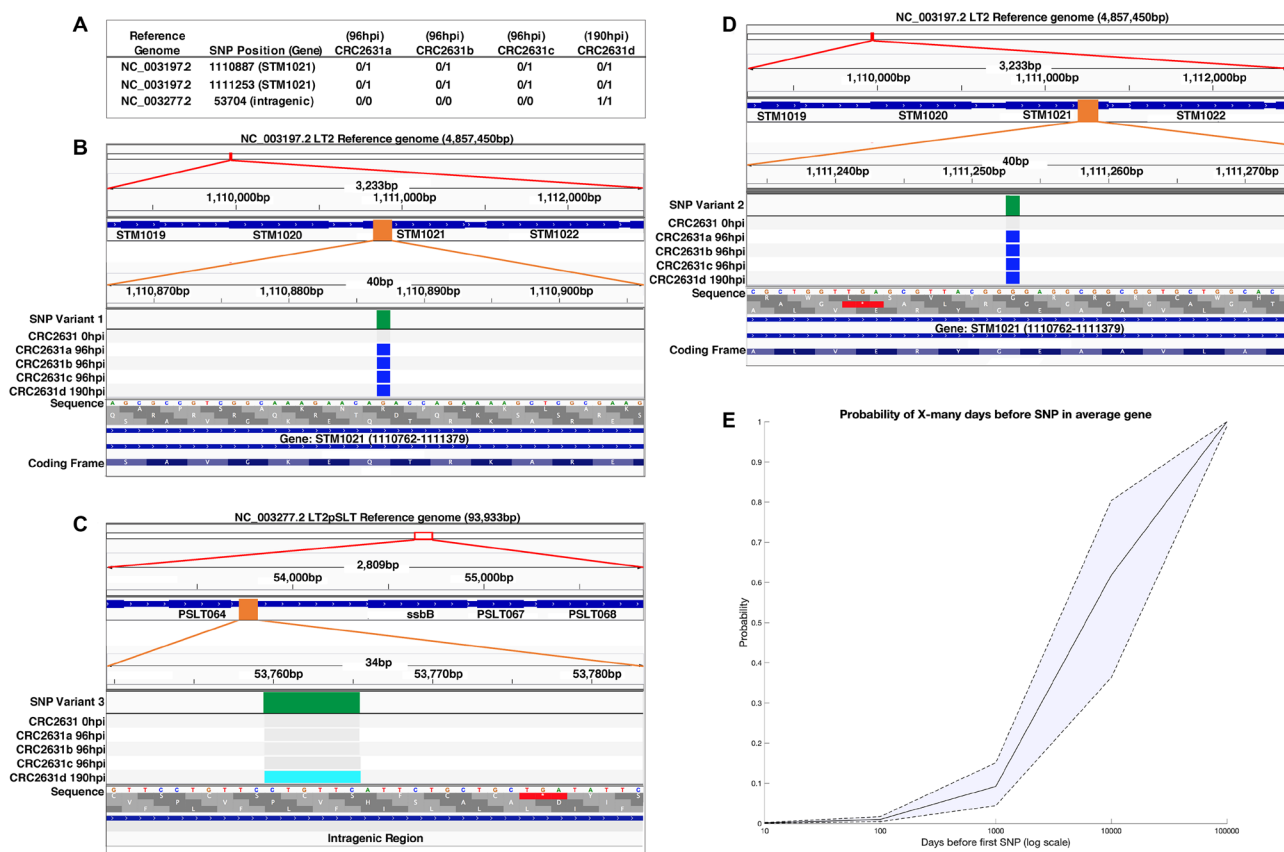 A
Reference Genome SNP Position (Gene) (96hpi) CRC2631a (96hpi) CRC2631b (96hpi) CRC2631c (190hpi) CRC2631d
NC_003197.2 1110887 (STM1021) 0/1 0/1 0/1 0/1
NC_003197.2 1111253 (STM1021) 0/1 0/1 0/1 0/1
NC_003277.2 53704 (intragenic) 0/0 0/0 0/0 1/1
B
NC_003197.2 LT2 Reference genome (4,857,450bp)
3,233bp
1,110,000bp 1,111,000bp 1,112,000bp
STM1019 STM1020 STM1021 STM1022
40bp
1,110,870bp 1,110,880bp 1,110,890bp 1,110,900bp
SNP Variant 1
CRC2631 0hpi
CRC2631a 96hpi
CRC2631b 96hpi
CRC2631c 96hpi
CRC2631d 190hpi
Sequence A G C G C C G T C G G C A A A G A A C A G A C C A G A A A A G C T C G C G A A G
Gene: STM1021 (1110762-1111379)
Coding Frame S A V G K E Q T R K A R E
C
NC_003277.2 LT2pSLT Reference genome (93,933bp)
2,809bp
54,000bp 55,000bp
PSLT064 ssbB PSLT067 PSLT068
34bp
53,760bp 53,770bp 53,780bp
SNP Variant 3
CRC2631 0hpi
CRC2631a 96hpi
CRC2631b 96hpi
CRC2631c 96hpi
CRC2631d 190hpi
Sequence G T T C C T G T T C C T G T T C A T T C T G C T G C T G A T A T T C
Intragenic Region
D
NC_003197.2 LT2 Reference genome (4,857,450bp)
3,233bp
1,110,000bp 1,111,000bp 1,112,000bp
STM1019 STM1020 STM1021 STM1022
40bp
1,111,240bp 1,111,250bp 1,111,260bp 1,111,270bp
SNP Variant 2
CRC2631 0hpi
CRC2631a 96hpi
CRC2631b 96hpi
CRC2631c 96hpi
CRC2631d 190hpi
Sequence C G C T G G T T G A G C G T T A C G G G G A G G C G G C G G T G C T G G C A C
Gene: STM1021 (1110762-1111379)
Coding Frame A L V E R Y G E A A V L A
E
Probability of X-many days before SNP in average gene
Probability
1
0.9
0.8
0.7
0.6
0.5
0.4
0.3
0.2
0.1
0
10 100 1000 10000 100000
Days before first SNP (log scale)